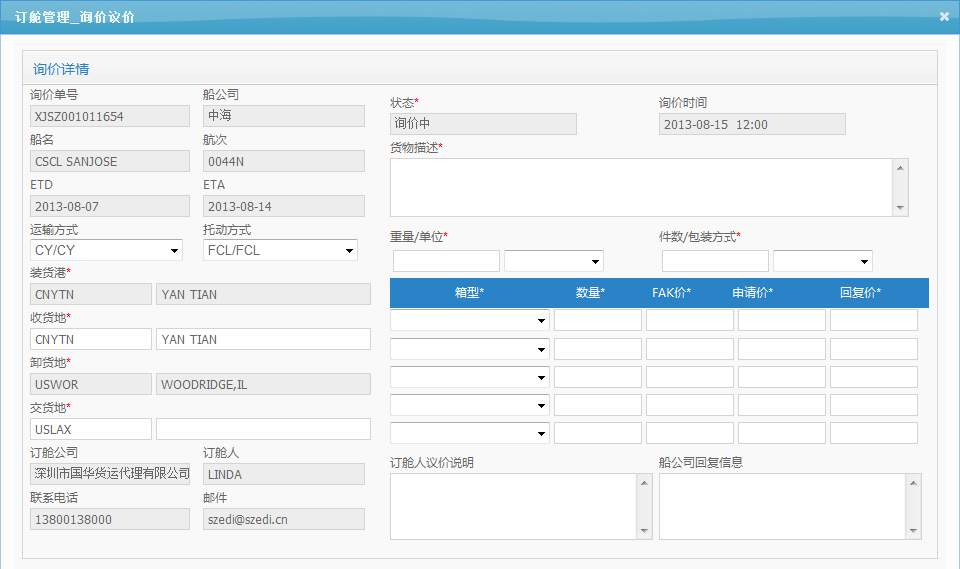 订舱管理_询价议价
询价详情
询价单号 船公司
XJSZ001011654 中海
船名 航次
CSCL SANJOSE 0044N
ETD ETA
2013-08-07 2013-08-14
运输方式 托动方式
CY/CY FCL/FCL
装货港*
CNYTN YAN TIAN
收货地*
CNYTN YAN TIAN
卸货地*
USWOR WOODRIDGE,IL
交货地*
USLAX
订舱公司 订舱人
深圳市国华货运代理有限公司 LINDA
联系电话 邮件
13800138000 szedi@szedi.cn
状态* 询价时间
询价中 2013-08-15 12:00
货物描述*
重量/单位* 件数/包装方式*
箱型* 数量* FAK价* 申请价* 回复价*
订舱人议价说明 船公司回复信息